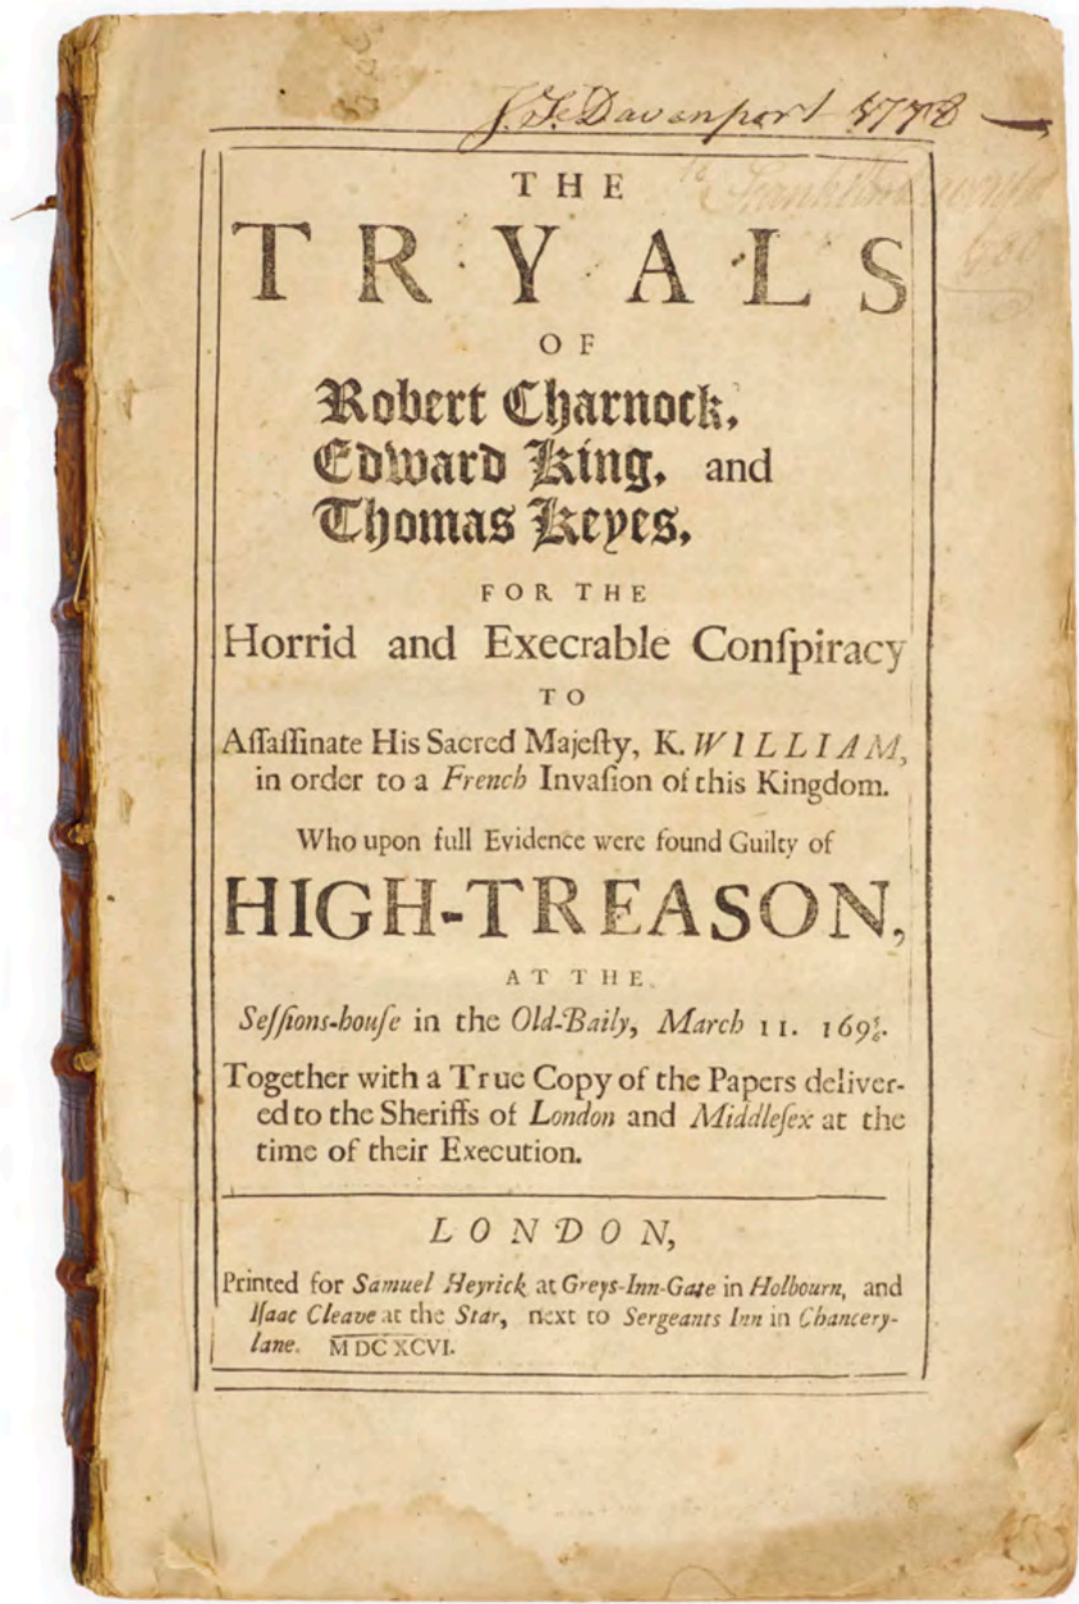 J. F. Davenport 1778
THE
TRYALS
OF
Robert Charnock,
Edward King, and
Thomas Keyes,
FOR THE
Horrid and Execrable Conſpiracy
TO
Aſſaſſinate His Sacred Majeſty, K. WILLIAM,
in order to a French Invaſion of this Kingdom.
Who upon full Evidence were found Guilty of
HIGH-TREASON,
AT THE
Seſſions-houſe in the Old-Baily, March 11. 169⅚.
Together with a True Copy of the Papers deliver-
ed to the Sheriffs of London and Middleſex at the
time of their Execution.
LONDON,
Printed for Samuel Heyrick at Greys-Inn-Gate in Holbourn, and
Iſaac Cleave at the Star, next to Sergeants Inn in Chancery-
lane. MDCXCVI.